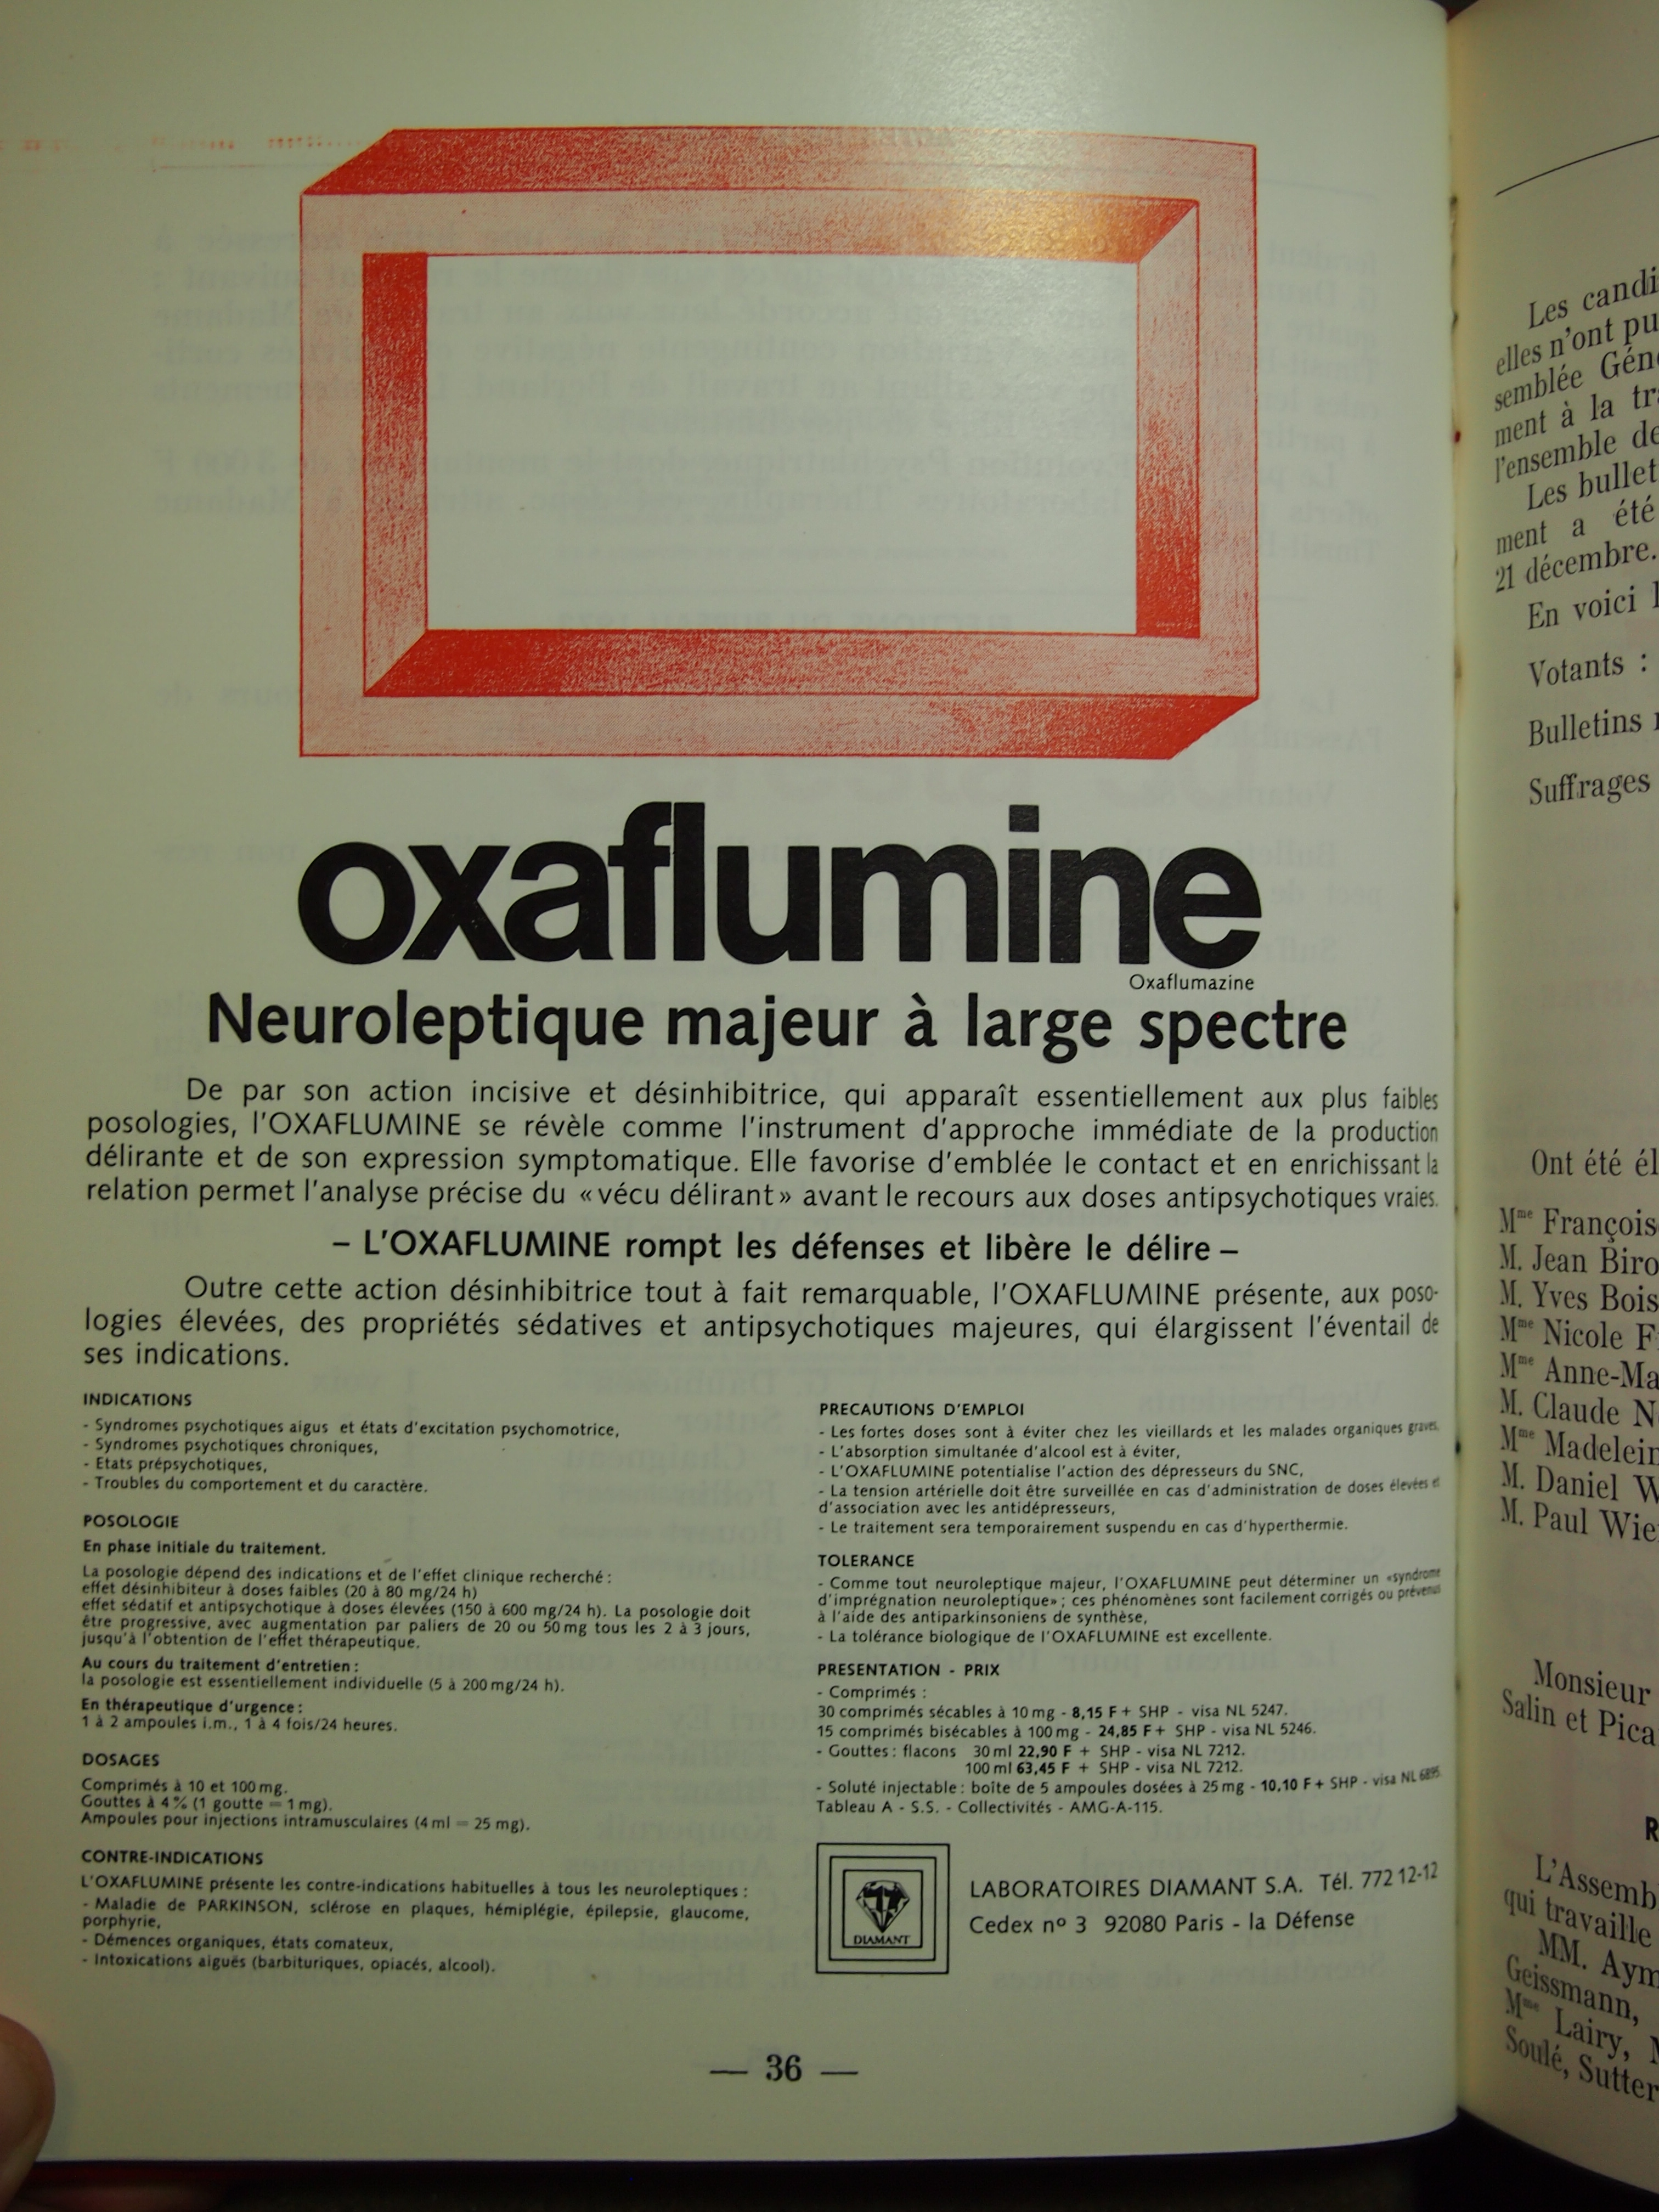 oxaflumine
Oxaflumazine
Neuroleptique majeur à large spectre
De par son action incisive et désinhibitrice, qui apparaît essentiellement aux plus faibles
posologies, l'OXAFLUMINE se révèle comme l'instrument d'approche immédiate de la production
délirante et de son expression symptomatique. Elle favorise d'emblée le contact et en enrichissant la
relation permet l'analyse précise du « vécu délirant » avant le recours aux doses antipsychotiques vraies.
– L'OXAFLUMINE rompt les défenses et libère le délire –
Outre cette action désinhibitrice tout à fait remarquable, l'OXAFLUMINE présente, aux poso-
logies élevées, des propriétés sédatives et antipsychotiques majeures, qui élargissent l'éventail de
ses indications.
INDICATIONS
- Syndromes psychotiques aigus et états d'excitation psychomotrice,
- Syndromes psychotiques chroniques,
- Etats prépsychotiques,
- Troubles du comportement et du caractère.
POSOLOGIE
En phase initiale du traitement.
La posologie dépend des indications et de l'effet clinique recherché :
effet désinhibiteur à doses faibles (20 à 80 mg/24 h)
effet sédatif et antipsychotique à doses élevées (150 à 600 mg/24 h). La posologie doit
être progressive, avec augmentation par paliers de 20 ou 50 mg tous les 2 à 3 jours,
jusqu'à l'obtention de l'effet thérapeutique.
Au cours du traitement d'entretien :
la posologie est essentiellement individuelle (5 à 200 mg/24 h).
En thérapeutique d'urgence :
1 à 2 ampoules i.m., 1 à 4 fois/24 heures.
DOSAGES
Comprimés à 10 et 100 mg.
Gouttes à 4 % (1 goutte = 1 mg).
Ampoules pour injections intramusculaires (4 ml = 25 mg).
CONTRE-INDICATIONS
L'OXAFLUMINE présente les contre-indications habituelles à tous les neuroleptiques :
- Maladie de PARKINSON, sclérose en plaques, hémiplégie, épilepsie, glaucome,
porphyrie,
- Démences organiques, états comateux,
- Intoxications aiguës (barbituriques, opiacés, alcool).
PRECAUTIONS D'EMPLOI
- Les fortes doses sont à éviter chez les vieillards et les malades organiques graves.
- L'absorption simultanée d'alcool est à éviter,
- L'OXAFLUMINE potentialise l'action des dépresseurs du SNC,
- La tension artérielle doit être surveillée en cas d'administration de doses élevées et
d'association avec les antidépresseurs,
- Le traitement sera temporairement suspendu en cas d'hyperthermie.
TOLERANCE
- Comme tout neuroleptique majeur, l'OXAFLUMINE peut déterminer un «syndrome
d'imprégnation neuroleptique» ; ces phénomènes sont facilement corrigés ou prévenus
à l'aide des antiparkinsoniens de synthèse,
- La tolérance biologique de l'OXAFLUMINE est excellente.
PRESENTATION - PRIX
- Comprimés :
30 comprimés sécables à 10 mg - 8,15 F + SHP - visa NL 5247.
15 comprimés bisécables à 100 mg - 24,85 F + SHP - visa NL 5246.
- Gouttes : flacons 30 ml 22,90 F + SHP - visa NL 7212.
100 ml 63,45 F + SHP - visa NL 7212.
- Soluté injectable : boîte de 5 ampoules dosées à 25 mg - 10,10 F + SHP - visa NL 6895
Tableau A - S.S. - Collectivités - AMG-A-115.
DIAMANT
LABORATOIRES DIAMANT S.A. Tél. 772 12-12
Cedex nº 3 92080 Paris - la Défense
— 36 —
Les candi
elles n'ont pu
semblée Gén
ment à la tr
l'ensemble de
Les bullet
ment a été
21 décembre.
En voici l
Votants :
Bulletins
Suffrages
Ont été él
Mme François
M. Jean Biro
M. Yves Bois
Mme Nicole F
Mme Anne-Ma
M. Claude N
Mme Madelein
M. Daniel W
M. Paul Wie
Monsieur
Salin et Pica
R
L'Assemb
qui travaille
MM. Aym
Geissmann,
Mme Lairy,
Soulé, Sutter